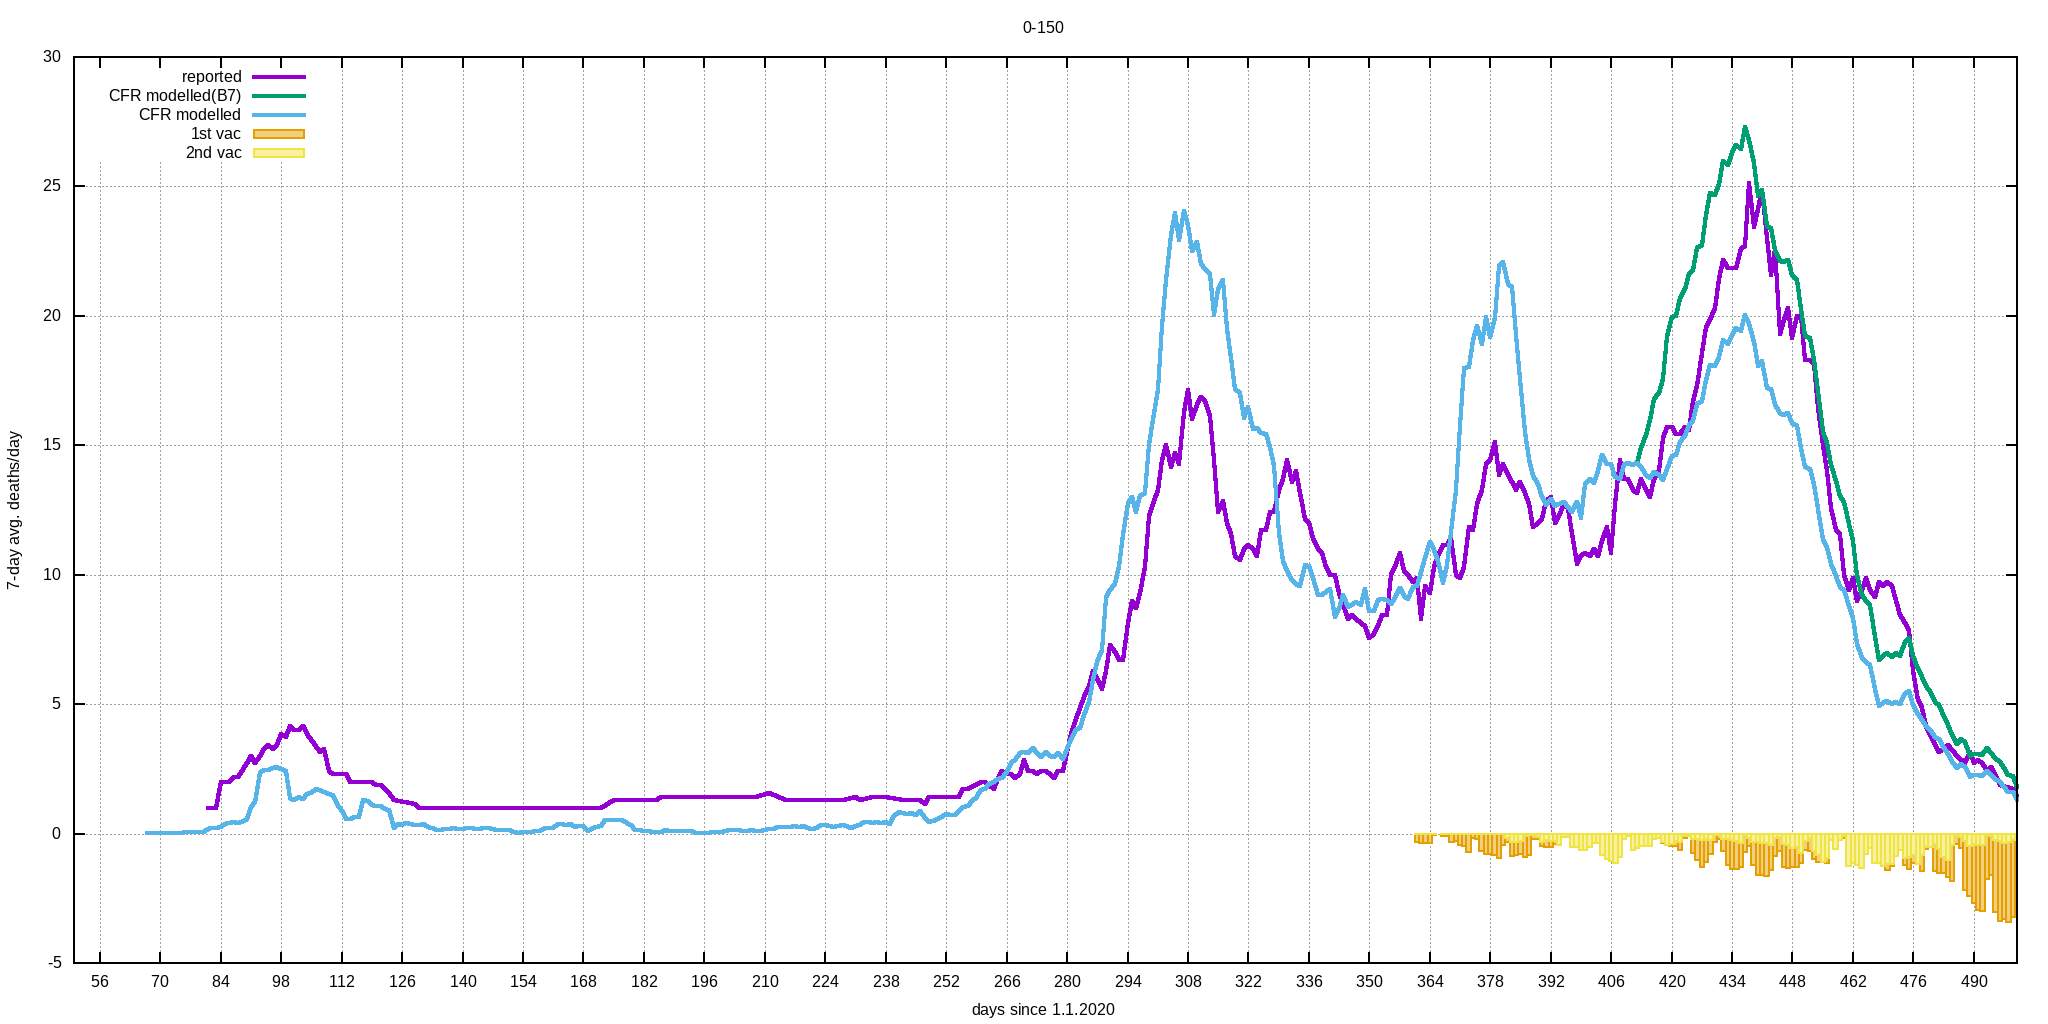 0-150
reported
CFR modelled(B7)
CFR modelled
1st vac
2nd vac
30
25
20
15
10
5
0
-5
7-day avg. deaths/day
56 70 84 98 112 126 140 154 168 182 196 210 224 238 252 266 280 294 308 322 336 350 364 378 392 406 420 434 448 462 476 490
days since 1.1.2020